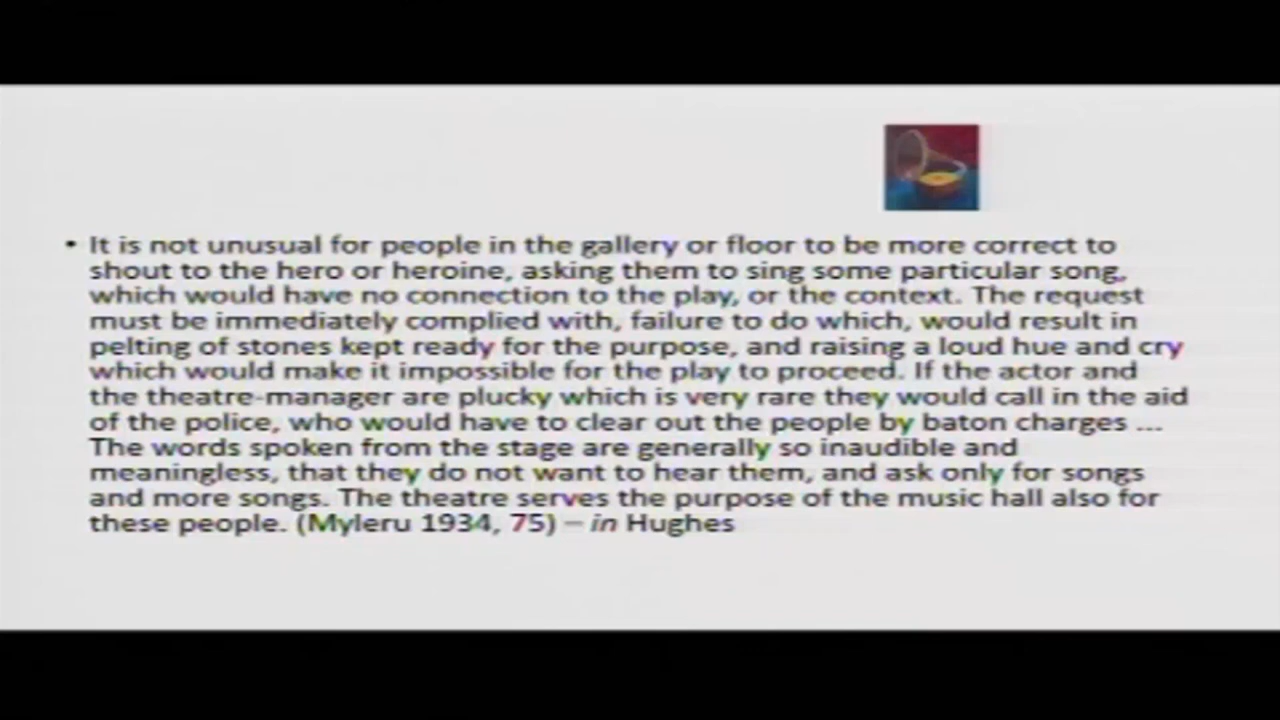 • It is not unusual for people in the gallery or floor to be more correct to
shout to the hero or heroine, asking them to sing some particular song,
which would have no connection to the play, or the context. The request
must be immediately complied with, failure to do which, would result in
pelting of stones kept ready for the purpose, and raising a loud hue and cry
which would make it impossible for the play to proceed. If the actor and
the theatre-manager are plucky which is very rare they would call in the aid
of the police, who would have to clear out the people by baton charges ...
The words spoken from the stage are generally so inaudible and
meaningless, that they do not want to hear them, and ask only for songs
and more songs. The theatre serves the purpose of the music hall also for
these people. (Myleru 1934, 75) – in Hughes